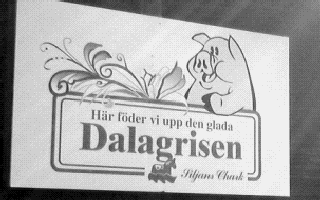 Här föder vi upp den glada
Dalagrisen
Siljans Chark